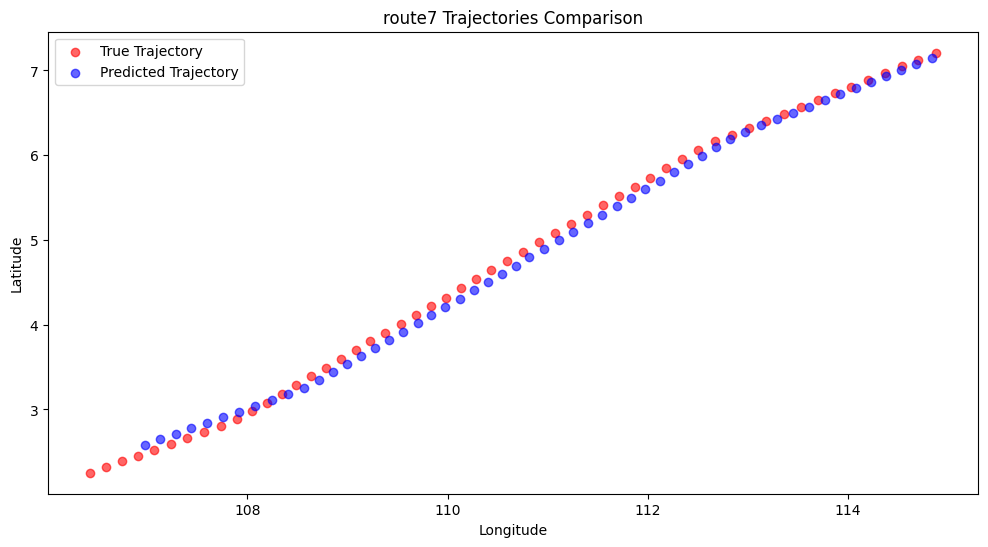 route7 Trajectories Comparison
True Trajectory
Predicted Trajectory
7
6
5
4
3
Latitude
108
110
112
114
Longitude